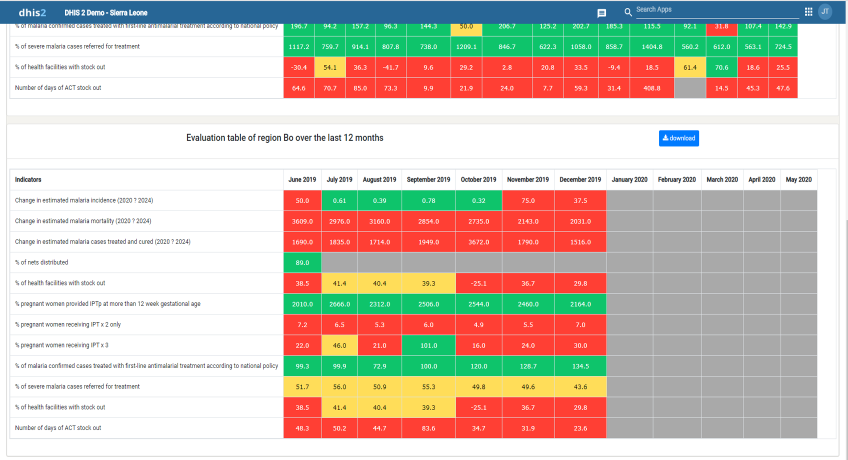 dhis2 DHIS 2 Demo - Sierra Leone Search Apps JT
% of malaria confirmed cases treated with first-line antimalarial treatment according to national policy 196.7 94.2 157.2 96.3 144.3 50.0 206.7 125.2 202.7 185.3 115.5 92.1 31.8 107.4 142.9
% of severe malaria cases referred for treatment 1117.2 759.7 914.1 807.8 738.0 1209.1 846.7 622.3 1058.0 858.7 1404.8 560.2 612.0 563.1 724.5
% of health facilities with stock out -30.4 54.1 36.3 -41.7 9.6 29.2 2.8 20.8 33.5 -9.4 18.5 61.4 70.6 18.6 25.5
Number of days of ACT stock out 64.6 70.7 85.0 73.3 9.9 21.9 24.0 7.7 59.3 31.4 408.8 14.5 45.3 47.6
Evaluation table of region Bo over the last 12 months
download
Indicators June 2019 July 2019 August 2019 September 2019 October 2019 November 2019 December 2019 January 2020 February 2020 March 2020 April 2020 May 2020
Change in estimated malaria incidence (2020 ? 2024) 50.0 0.61 0.39 0.78 0.32 75.0 37.5
Change in estimated malaria mortality (2020 ? 2024) 3609.0 2976.0 3160.0 2854.0 2735.0 2143.0 2031.0
Change in estimated malaria cases treated and cured (2020 ? 2024) 1690.0 1835.0 1714.0 1949.0 3672.0 1790.0 1516.0
% of nets distributed 89.0
% of health facilities with stock out 38.5 41.4 40.4 39.3 -25.1 36.7 29.8
% pregnant women provided IPTp at more than 12 week gestational age 2010.0 2666.0 2312.0 2506.0 2544.0 2460.0 2164.0
% pregnant women receiving IPT x 2 only 7.2 6.5 5.3 6.0 4.9 5.5 7.0
% pregnant women receiving IPT x 3 22.0 46.0 21.0 101.0 16.0 24.0 30.0
% of malaria confirmed cases treated with first-line antimalarial treatment according to national policy 99.3 99.9 72.9 100.0 120.0 128.7 134.5
% of severe malaria cases referred for treatment 51.7 56.0 50.9 55.3 49.8 49.6 43.6
% of health facilities with stock out 38.5 41.4 40.4 39.3 -25.1 36.7 29.8
Number of days of ACT stock out 48.3 50.2 44.7 83.6 34.7 31.9 23.6